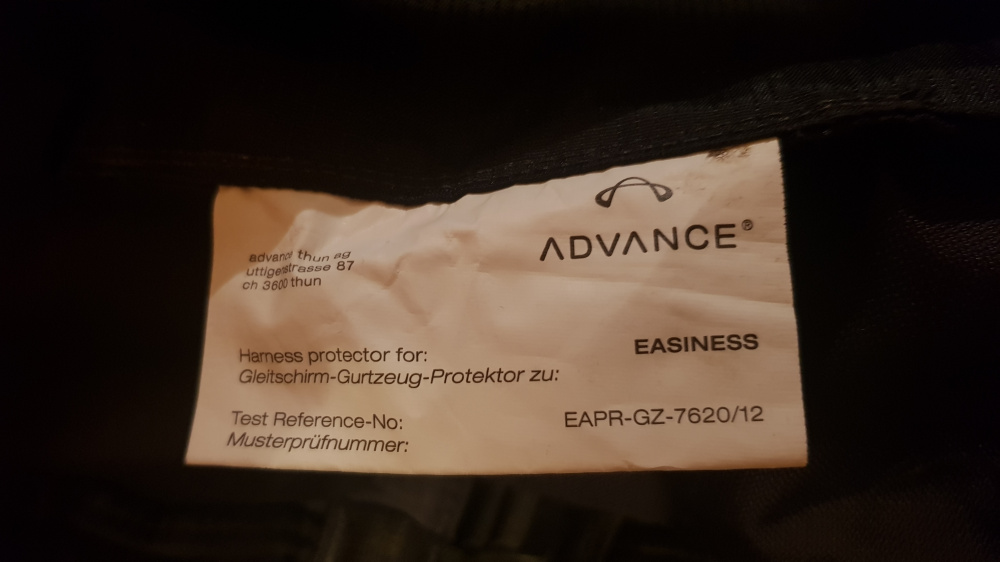 ADVANCE®
advance thun ag
uttigenstrasse 87
ch 3600 thun
Harness protector for: EASINESS
Gleitschirm-Gurtzeug-Protektor zu:
Test Reference-No: EAPR-GZ-7620/12
Musterprüfnummer: